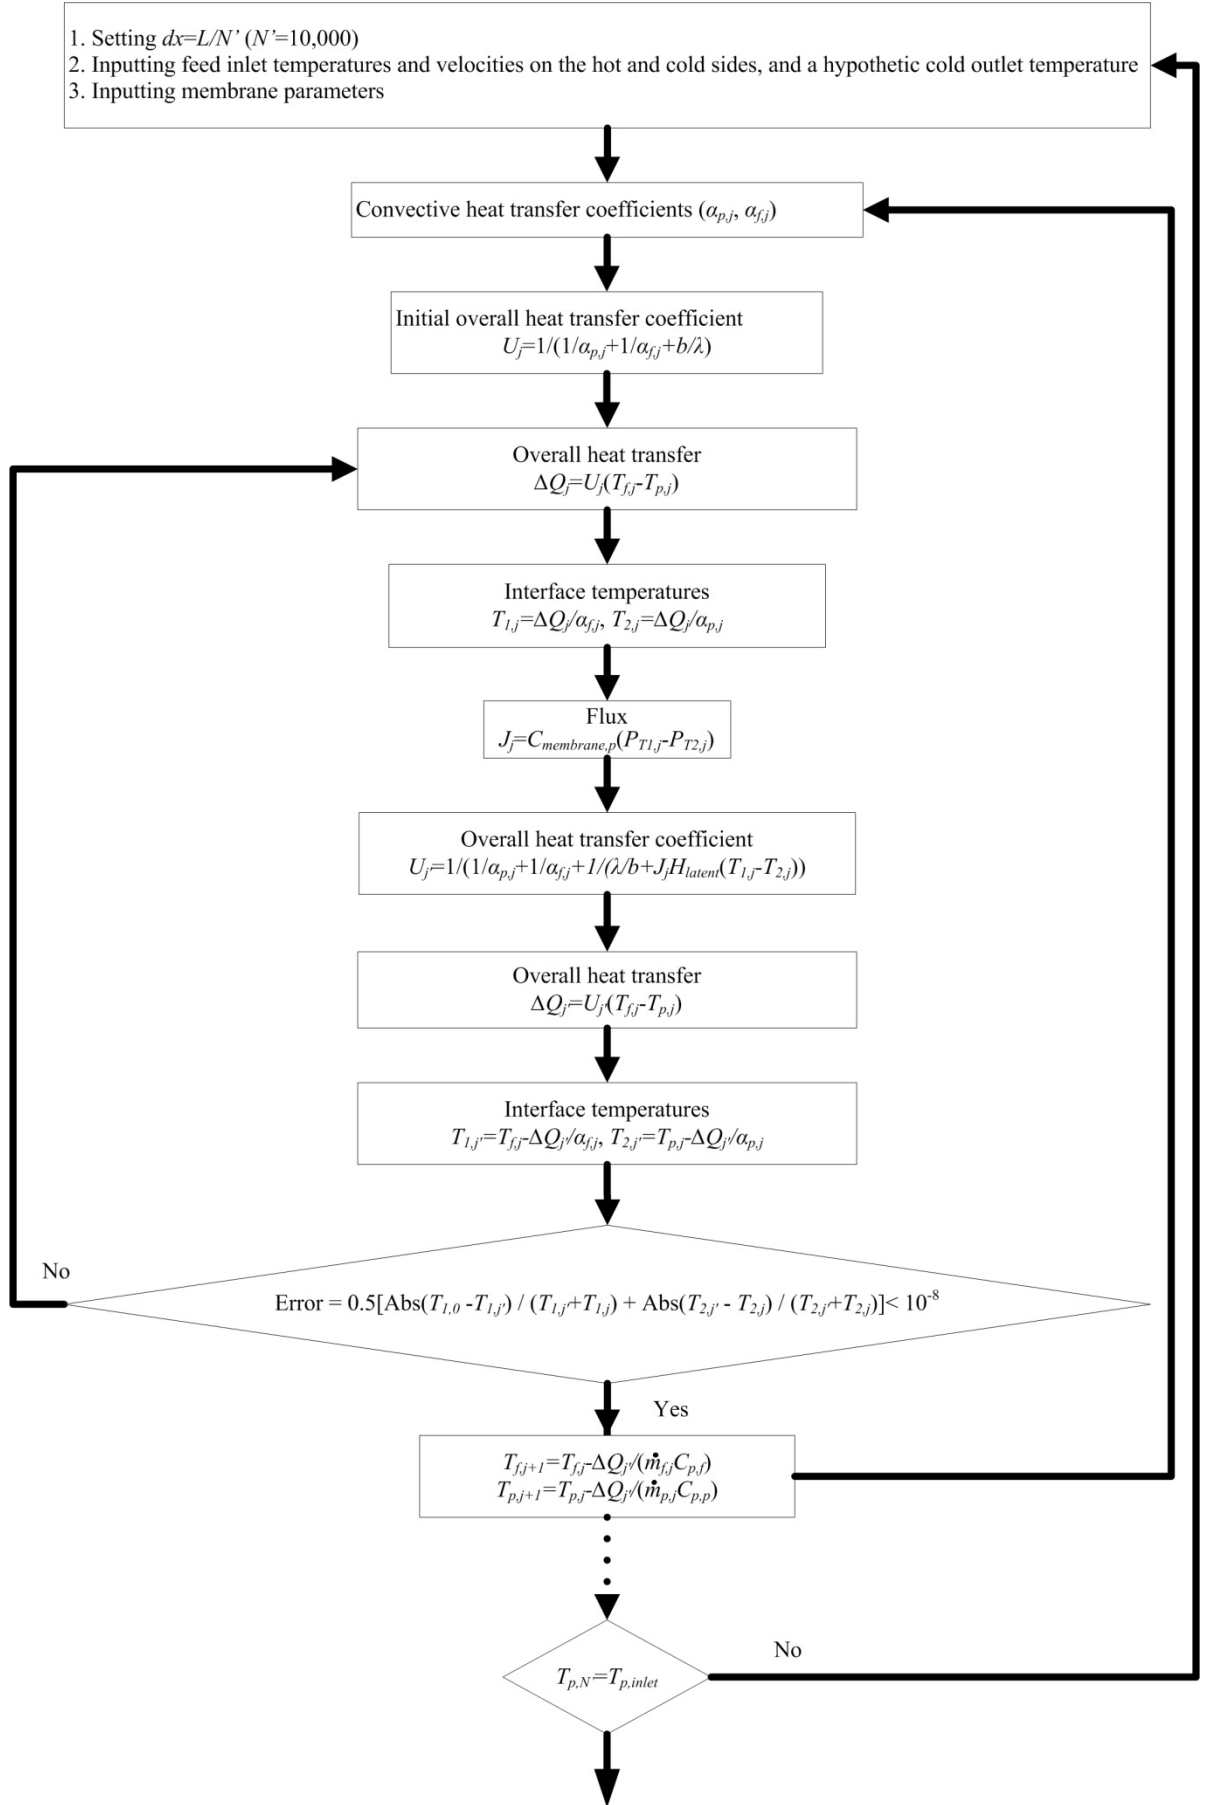 1. Setting dx=L/N’ (N’=10,000)
2. Inputting feed inlet temperatures and velocities on the hot and cold sides, and a hypothetic cold outlet temperature
3. Inputting membrane parameters
Convective heat transfer coefficients (αp,j, αf,j)
Initial overall heat transfer coefficient
Uj=1/(1/αp,j+1/αf,j+b/λ)
Overall heat transfer
ΔQj=Uj(Tf,j-Tp,j)
Interface temperatures
T1,j=ΔQj/αf,j, T2,j=ΔQj/αp,j
Flux
Jj=Cmembrane,p(PT1,j-PT2,j)
Overall heat transfer coefficient
Uj'=1/(1/αp,j+1/αf,j+1/(λ/b+JjHlatent(T1,j-T2,j))
Overall heat transfer
ΔQj'=Uj'(Tf,j-Tp,j)
Interface temperatures
T1,j'=Tf,j-ΔQj'/αf,j, T2,j'=Tp,j-ΔQj'/αp,j
No
Error = 0.5[Abs(T1,0 -T1,j') / (T1,j'+T1,j) + Abs(T2,j' - T2,j) / (T2,j'+T2,j)]< 10-8
Yes
Tf,j+1=Tf,j-ΔQj'/(ṁf,jCp,f)
Tp,j+1=Tp,j-ΔQj'/(ṁp,jCp,p)
No
Tp,N=Tp,inlet